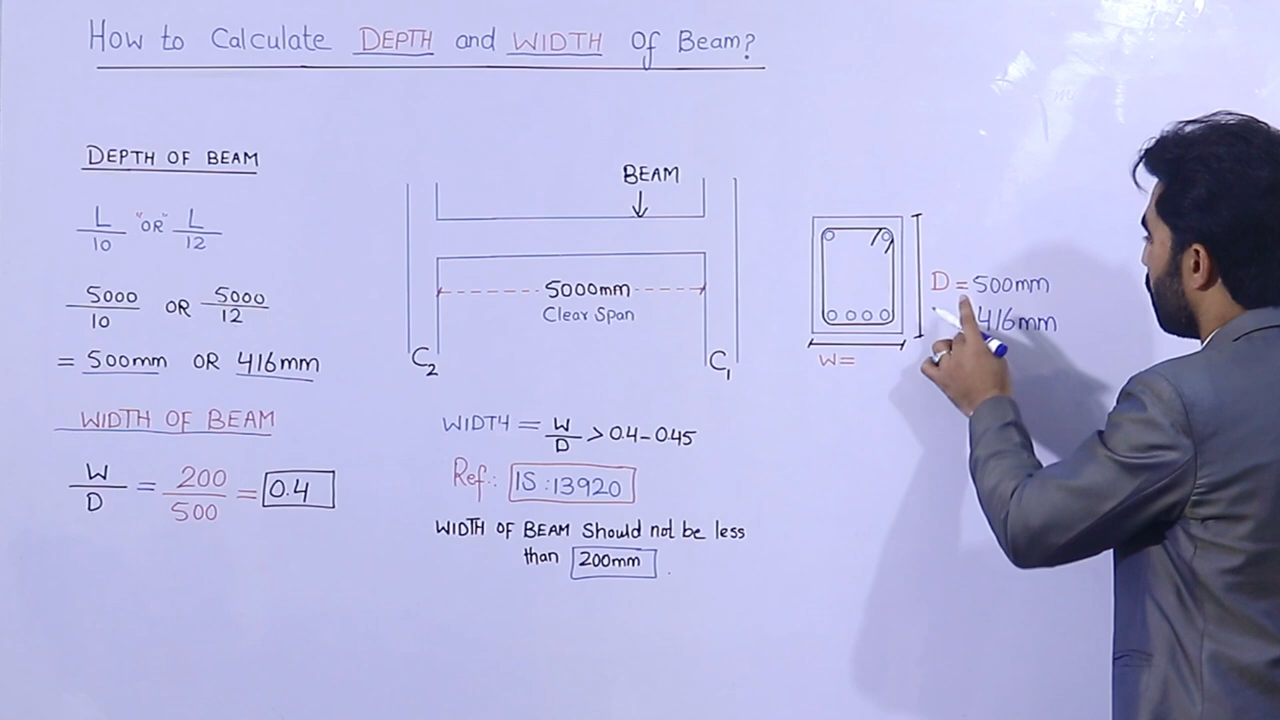 How to Calculate DEPTH and WIDTH Of Beam?
DEPTH OF BEAM
L/10 "OR" L/12
5000/10 OR 5000/12
= 500mm OR 416mm
WIDTH OF BEAM
W/D = 200/500 = 0.4
BEAM
5000mm
Clear Span
C2
C1
WIDT4 = W/D > 0.4-0.45
Ref.: IS:13920
WIDTH OF BEAM Should not be less
than 200mm
D = 500mm
416mm
W=